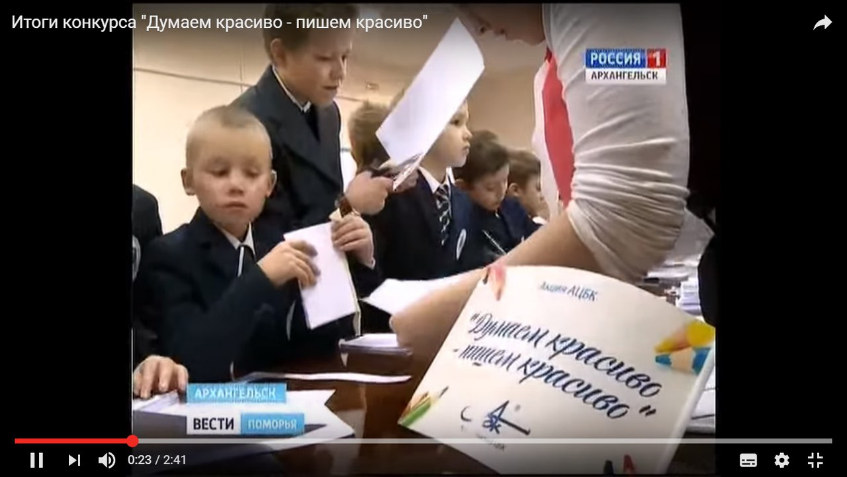 Итоги конкурса "Думаем красиво - пишем красиво"
РОССИЯ 1
АРХАНГЕЛЬСК
Акция АЦБК
"Думаем красиво
- пишем красиво"
АРХАНГЕЛЬСК
ВЕСТИ ПОМОРЬЯ
0:23 / 2:41